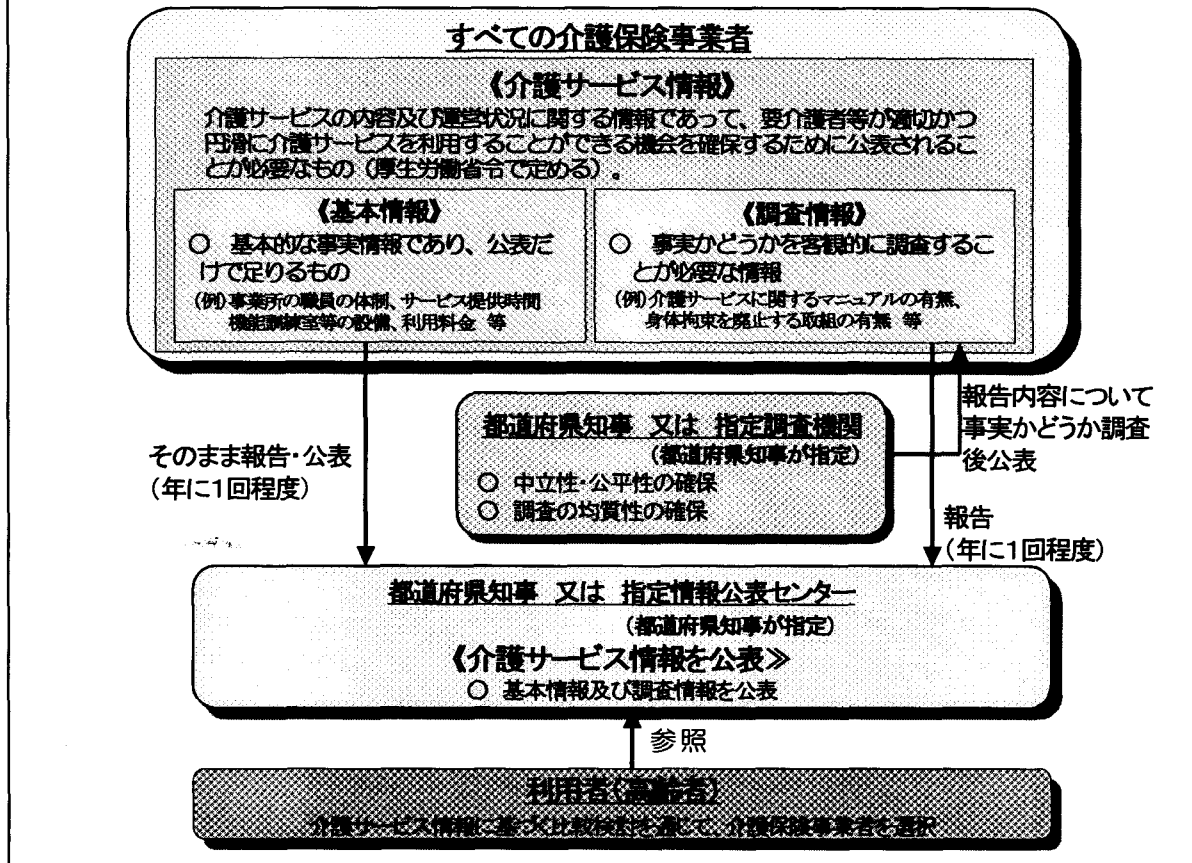 すべての介護保険事業者
《介護サービス情報》
介護サービスの内容及び運営状況に関する情報であって、要介護者等が適切かつ
円滑に介護サービスを利用することができる機会を確保するために公表されるこ
とが必要なもの（厚生労働省令で定める）。
《基本情報》
○　基本的な事実情報であり、公表だ
けで足りるもの
(例)事業所の職員の体制、サービス提供時間
機能訓練室等の設備、利用料金　等
《調査情報》
○　事実かどうかを客観的に調査するこ
とが必要な情報
(例)介護サービスに関するマニュアルの有無、
身体拘束を廃止する取組の有無　等
都道府県知事　又は　指定調査機関
(都道府県知事が指定)
○　中立性・公平性の確保
○　調査の均質性の確保
報告内容について
事実かどうか調査
後公表
そのまま報告・公表
（年に１回程度）
報告
（年に１回程度）
都道府県知事　又は　指定情報公表センター
(都道府県知事が指定)
《介護サービス情報を公表≫
○　基本情報及び調査情報を公表
参照
利用者(高齢者)
介護サービス情報に基づく比較検討を通じて、介護保険事業者を選択